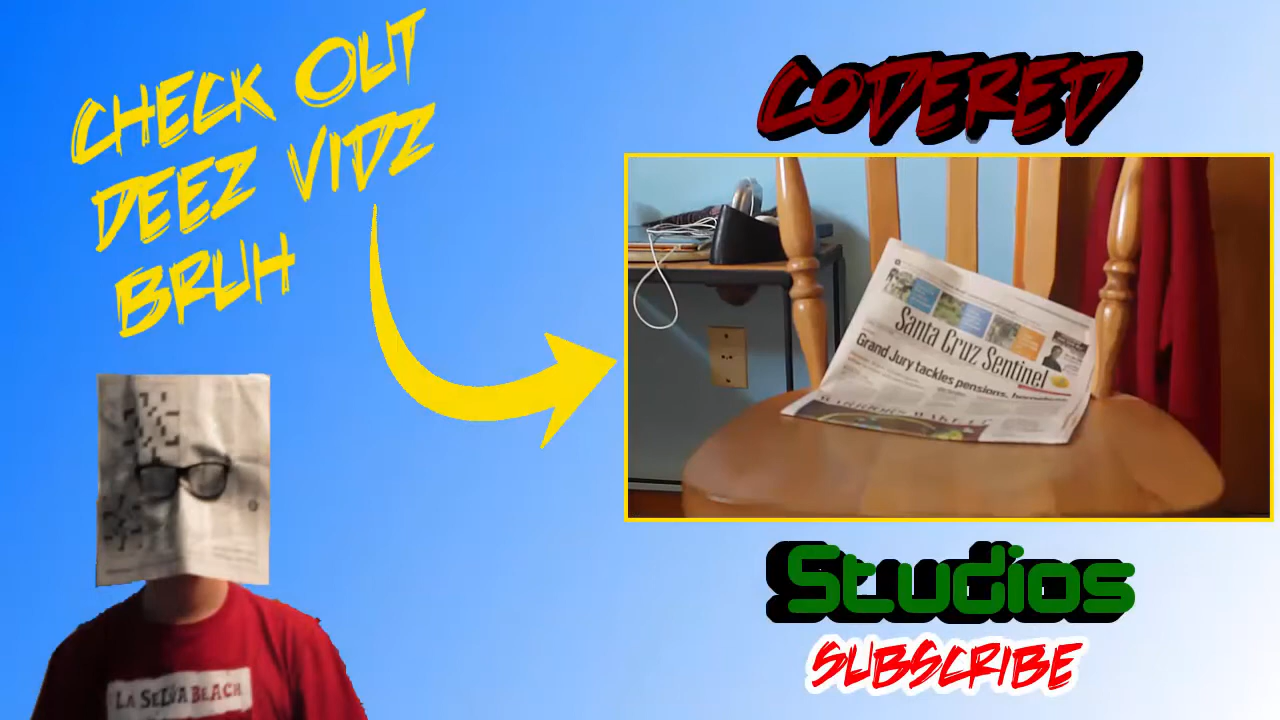 CHECK OUT
DEEZ VIDZ
BRUH
CODERED
Santa Cruz Sentinel
Grand Jury tackles pensions,
Studios
SUBSCRIBE
LA SELVA BEACH